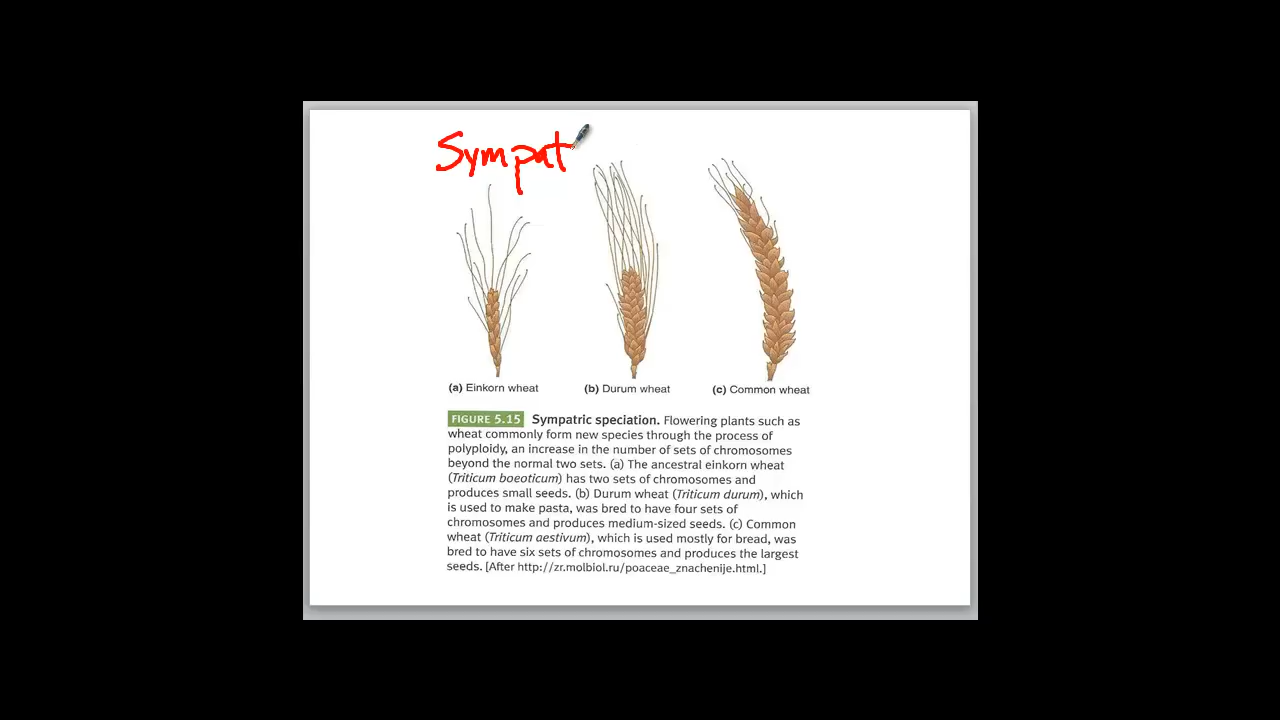 Sympat
(a) Einkorn wheat (b) Durum wheat (c) Common wheat
FIGURE 5.15 Sympatric speciation. Flowering plants such as
wheat commonly form new species through the process of
polyploidy, an increase in the number of sets of chromosomes
beyond the normal two sets. (a) The ancestral einkorn wheat
(Triticum boeoticum) has two sets of chromosomes and
produces small seeds. (b) Durum wheat (Triticum durum), which
is used to make pasta, was bred to have four sets of
chromosomes and produces medium-sized seeds. (c) Common
wheat (Triticum aestivum), which is used mostly for bread, was
bred to have six sets of chromosomes and produces the largest
seeds. [After http://zr.molbiol.ru/poaceae_znachenije.html.]